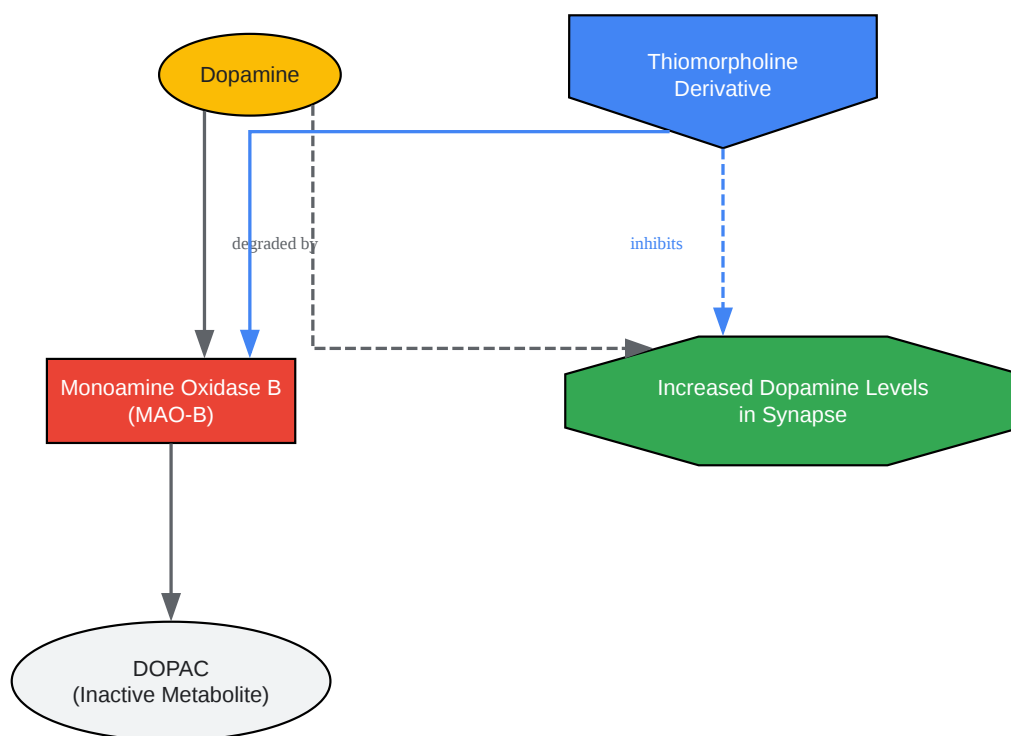 Dopamine
Thiomorpholine
Derivative
degraded by
inhibits
Monoamine Oxidase B
(MAO-B)
Increased Dopamine Levels
in Synapse
DOPAC
(Inactive Metabolite)